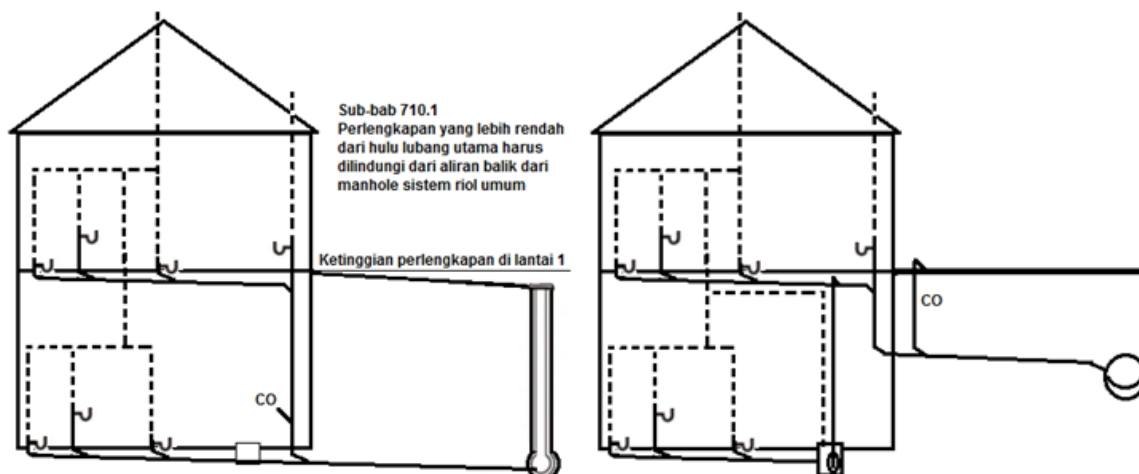 Sub-bab 710.1
Perlengkapan yang lebih rendah
dari hulu lubang utama harus
dilindungi dari aliran balik dari
manhole sistem riol umum
Ketinggian perlengkapan di lantai 1
CO
CO